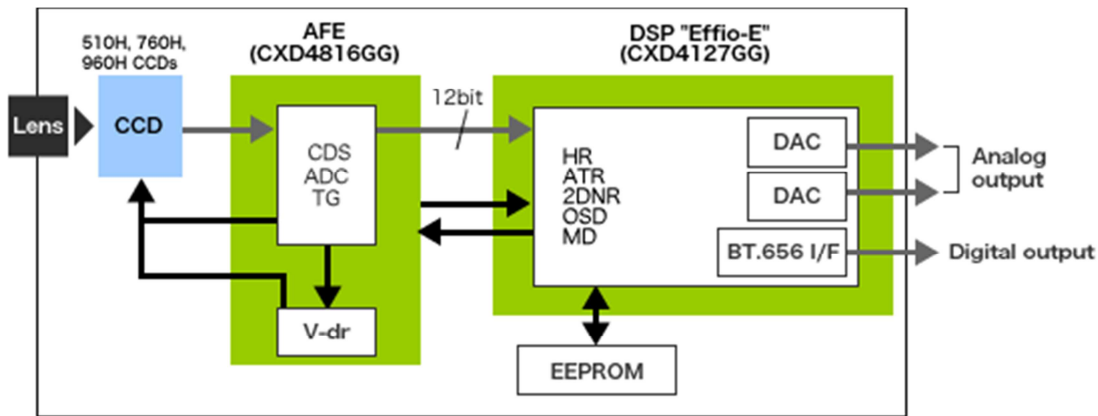 AFE
(CXD4816GG)
DSP "Effio-E"
(CXD4127GG)
510H, 760H,
960H CCDs
Lens
CCD
12bit
CDS
ADC
TG
V-dr
HR
ATR
2DNR
OSD
MD
DAC
DAC
BT.656 I/F
Analog
output
Digital output
EEPROM